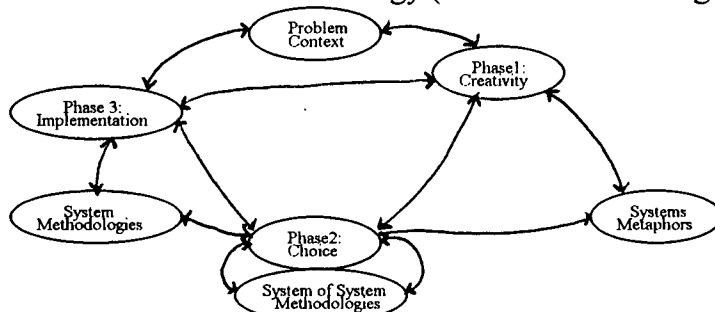 Problem
Context
Phase1:
Creativity
Phase 3:
Implementation
System
Methodologies
Systems
Metaphors
Phase2:
Choice
System of System
Methodologies